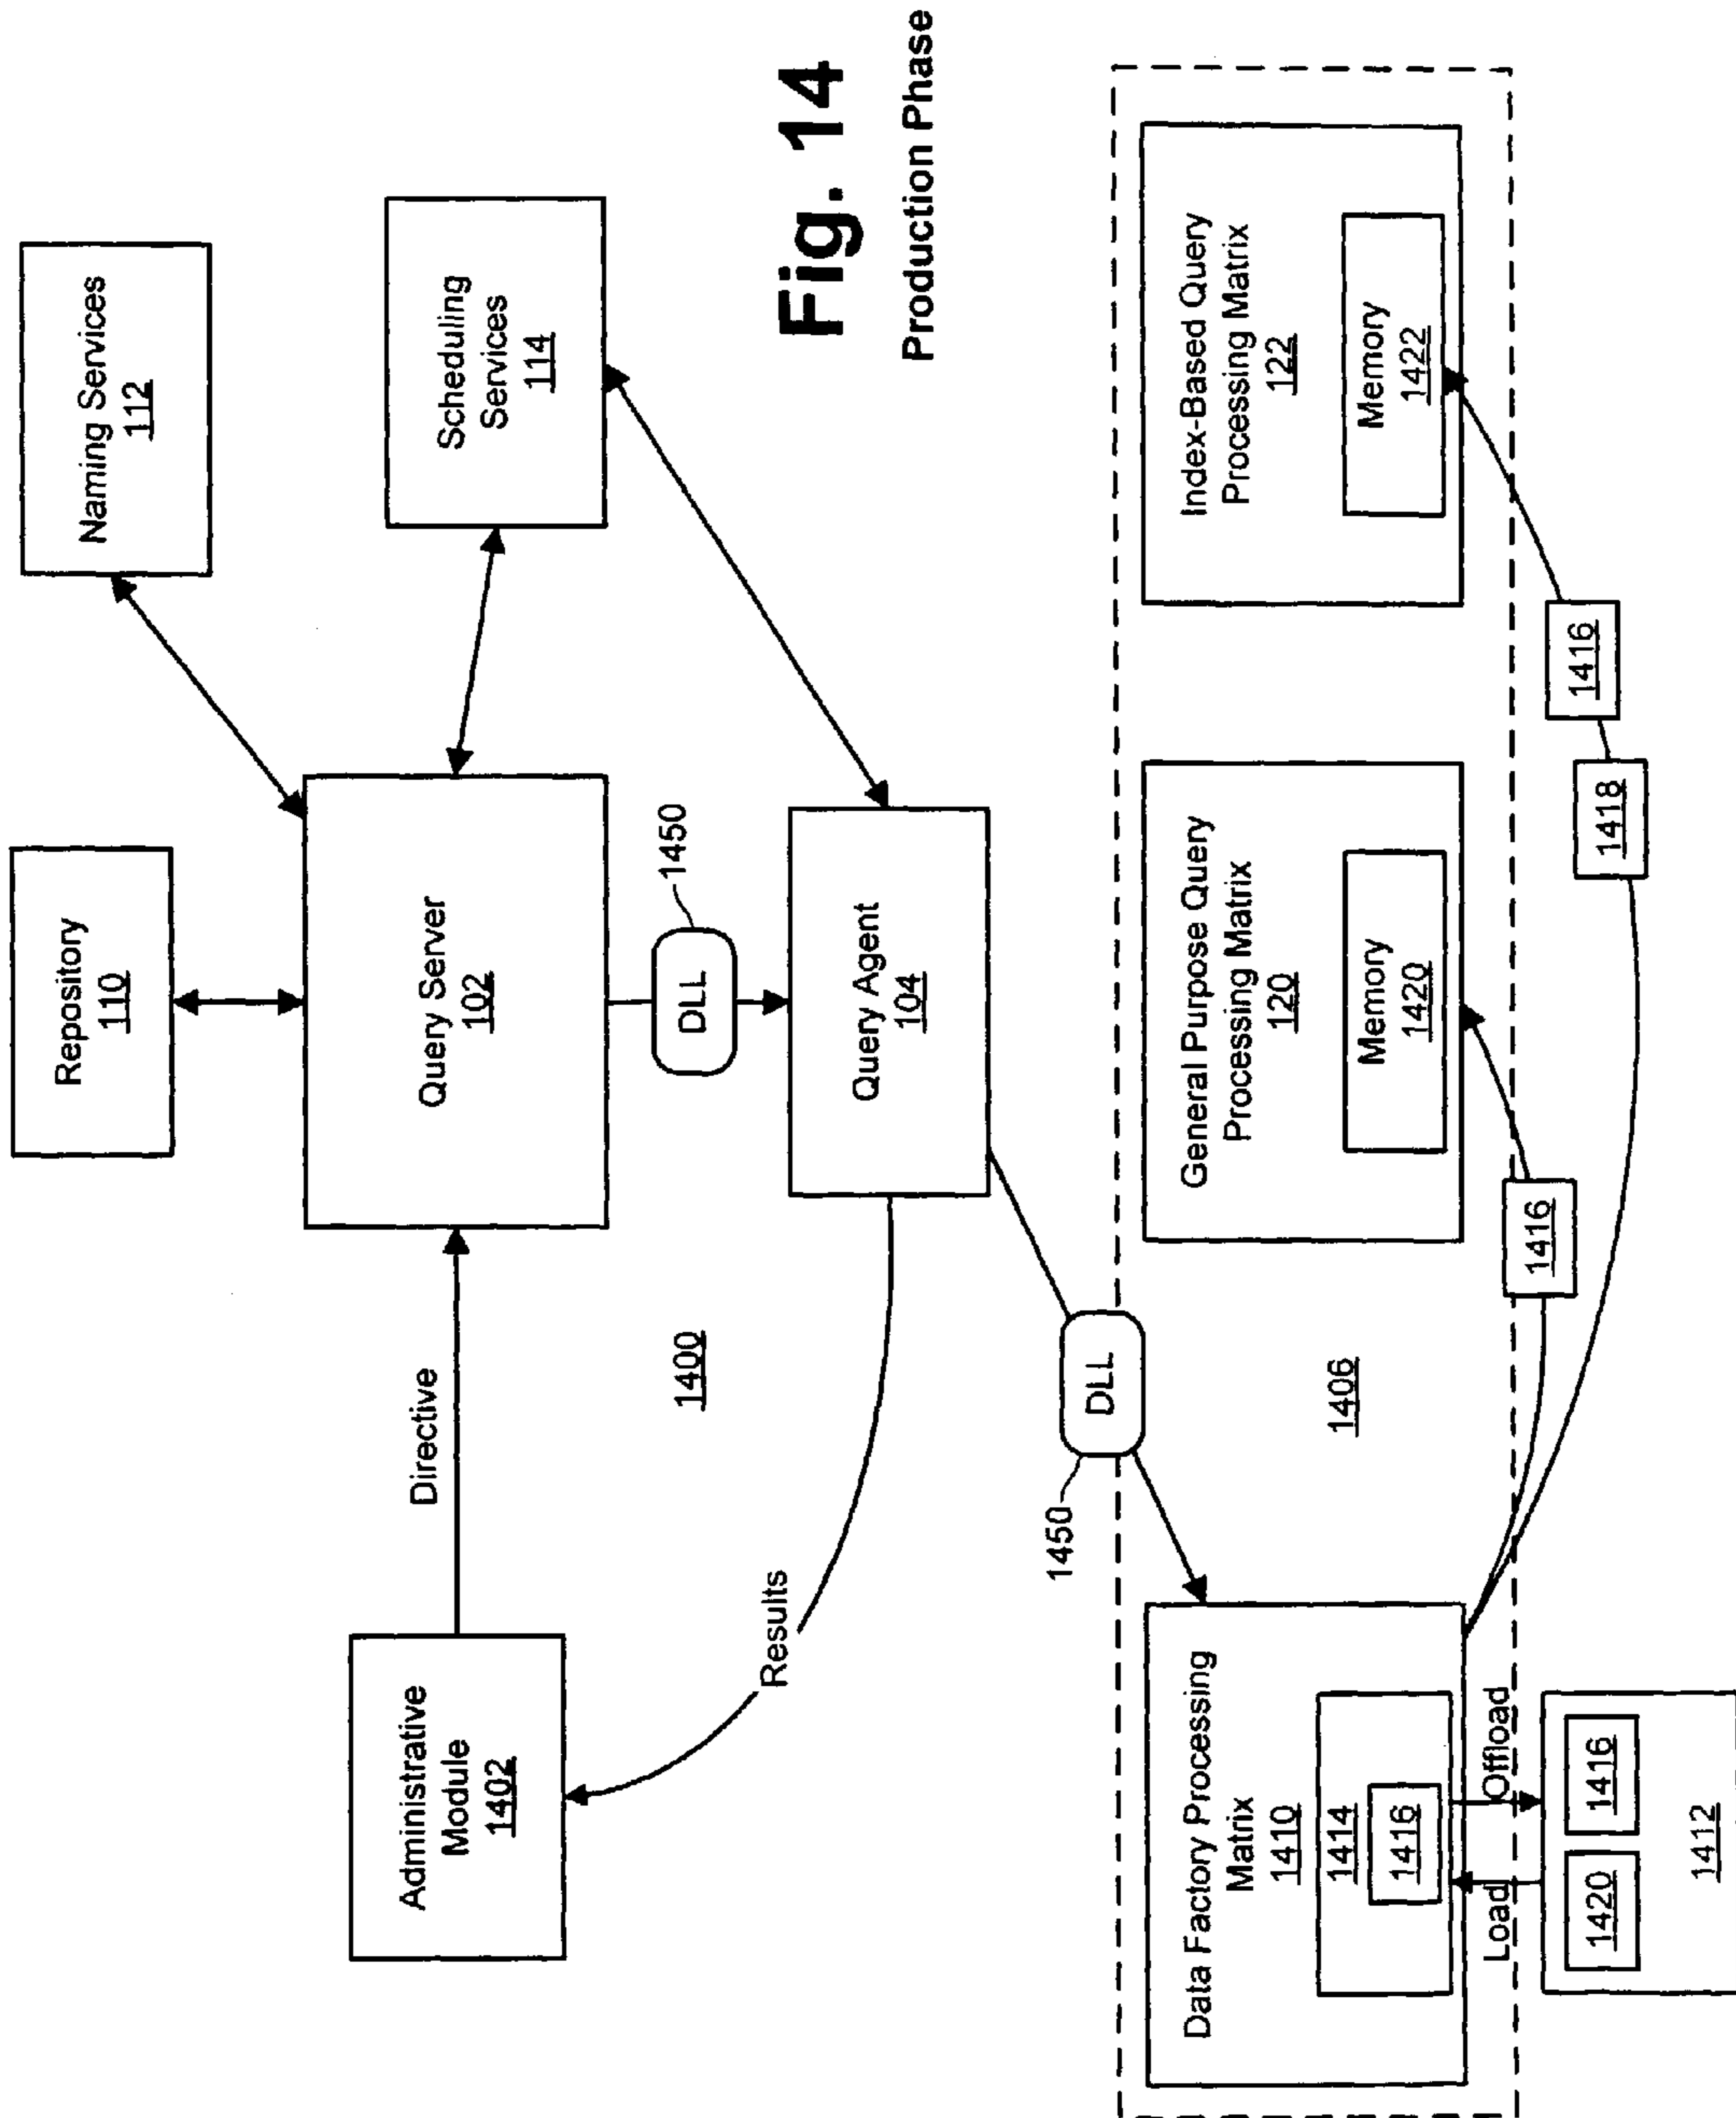 Repository
110
Naming Services
112
Administrative
Module
1402
Directive
Query Server
102
Scheduling
Services
114
1400
DLL
1450
Results
Query Agent
104
Fig. 14
Production Phase
1450
DLL
Data Factory Processing
Matrix
1410
1414
1416
1406
General Purpose Query
Processing Matrix
120
Memory
1420
Index-Based Query
Processing Matrix
122
Memory
1422
Load
Offload
1416
1418
1416
1420
1416
1412